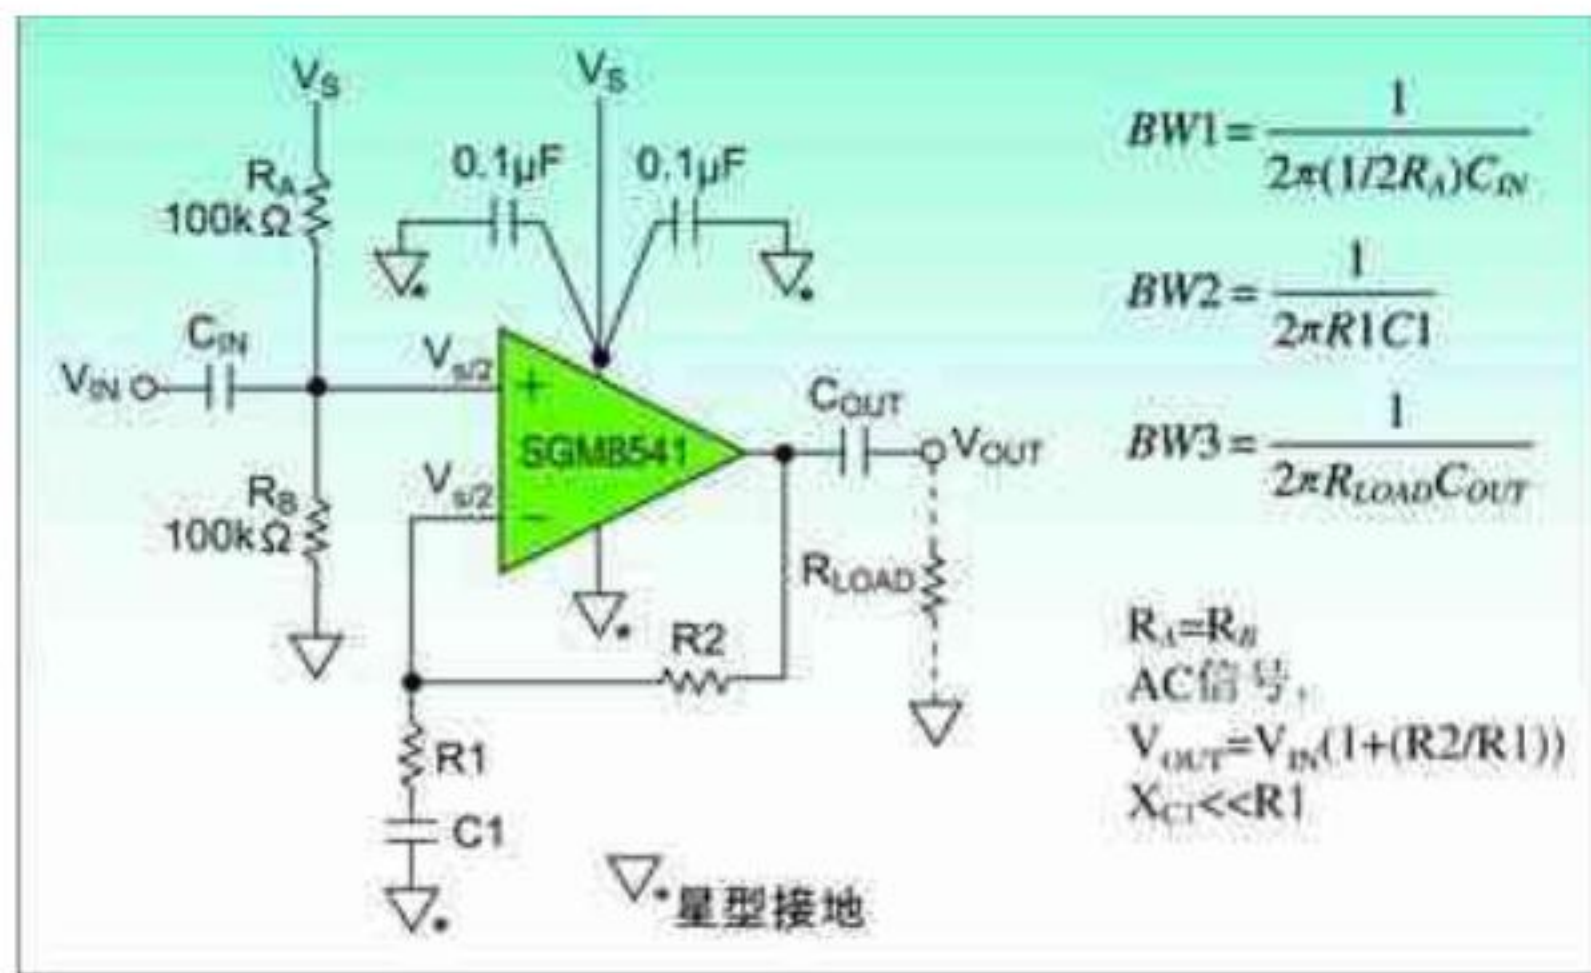 VS
VS
0.1μF
0.1μF
RA
100kΩ
CIN
VIN
Vs/2
+
SGM8541
Vs/2
−
RB
100kΩ
COUT
VOUT
RLOAD
R2
R1
C1
星型接地
BW1=1/2π(1/2RA)CIN
BW2=1/2πR1C1
BW3=1/2πRLOADCOUT
RA=RB
AC信号,
VOUT=VIN(1+(R2/R1))
XC1<<R1